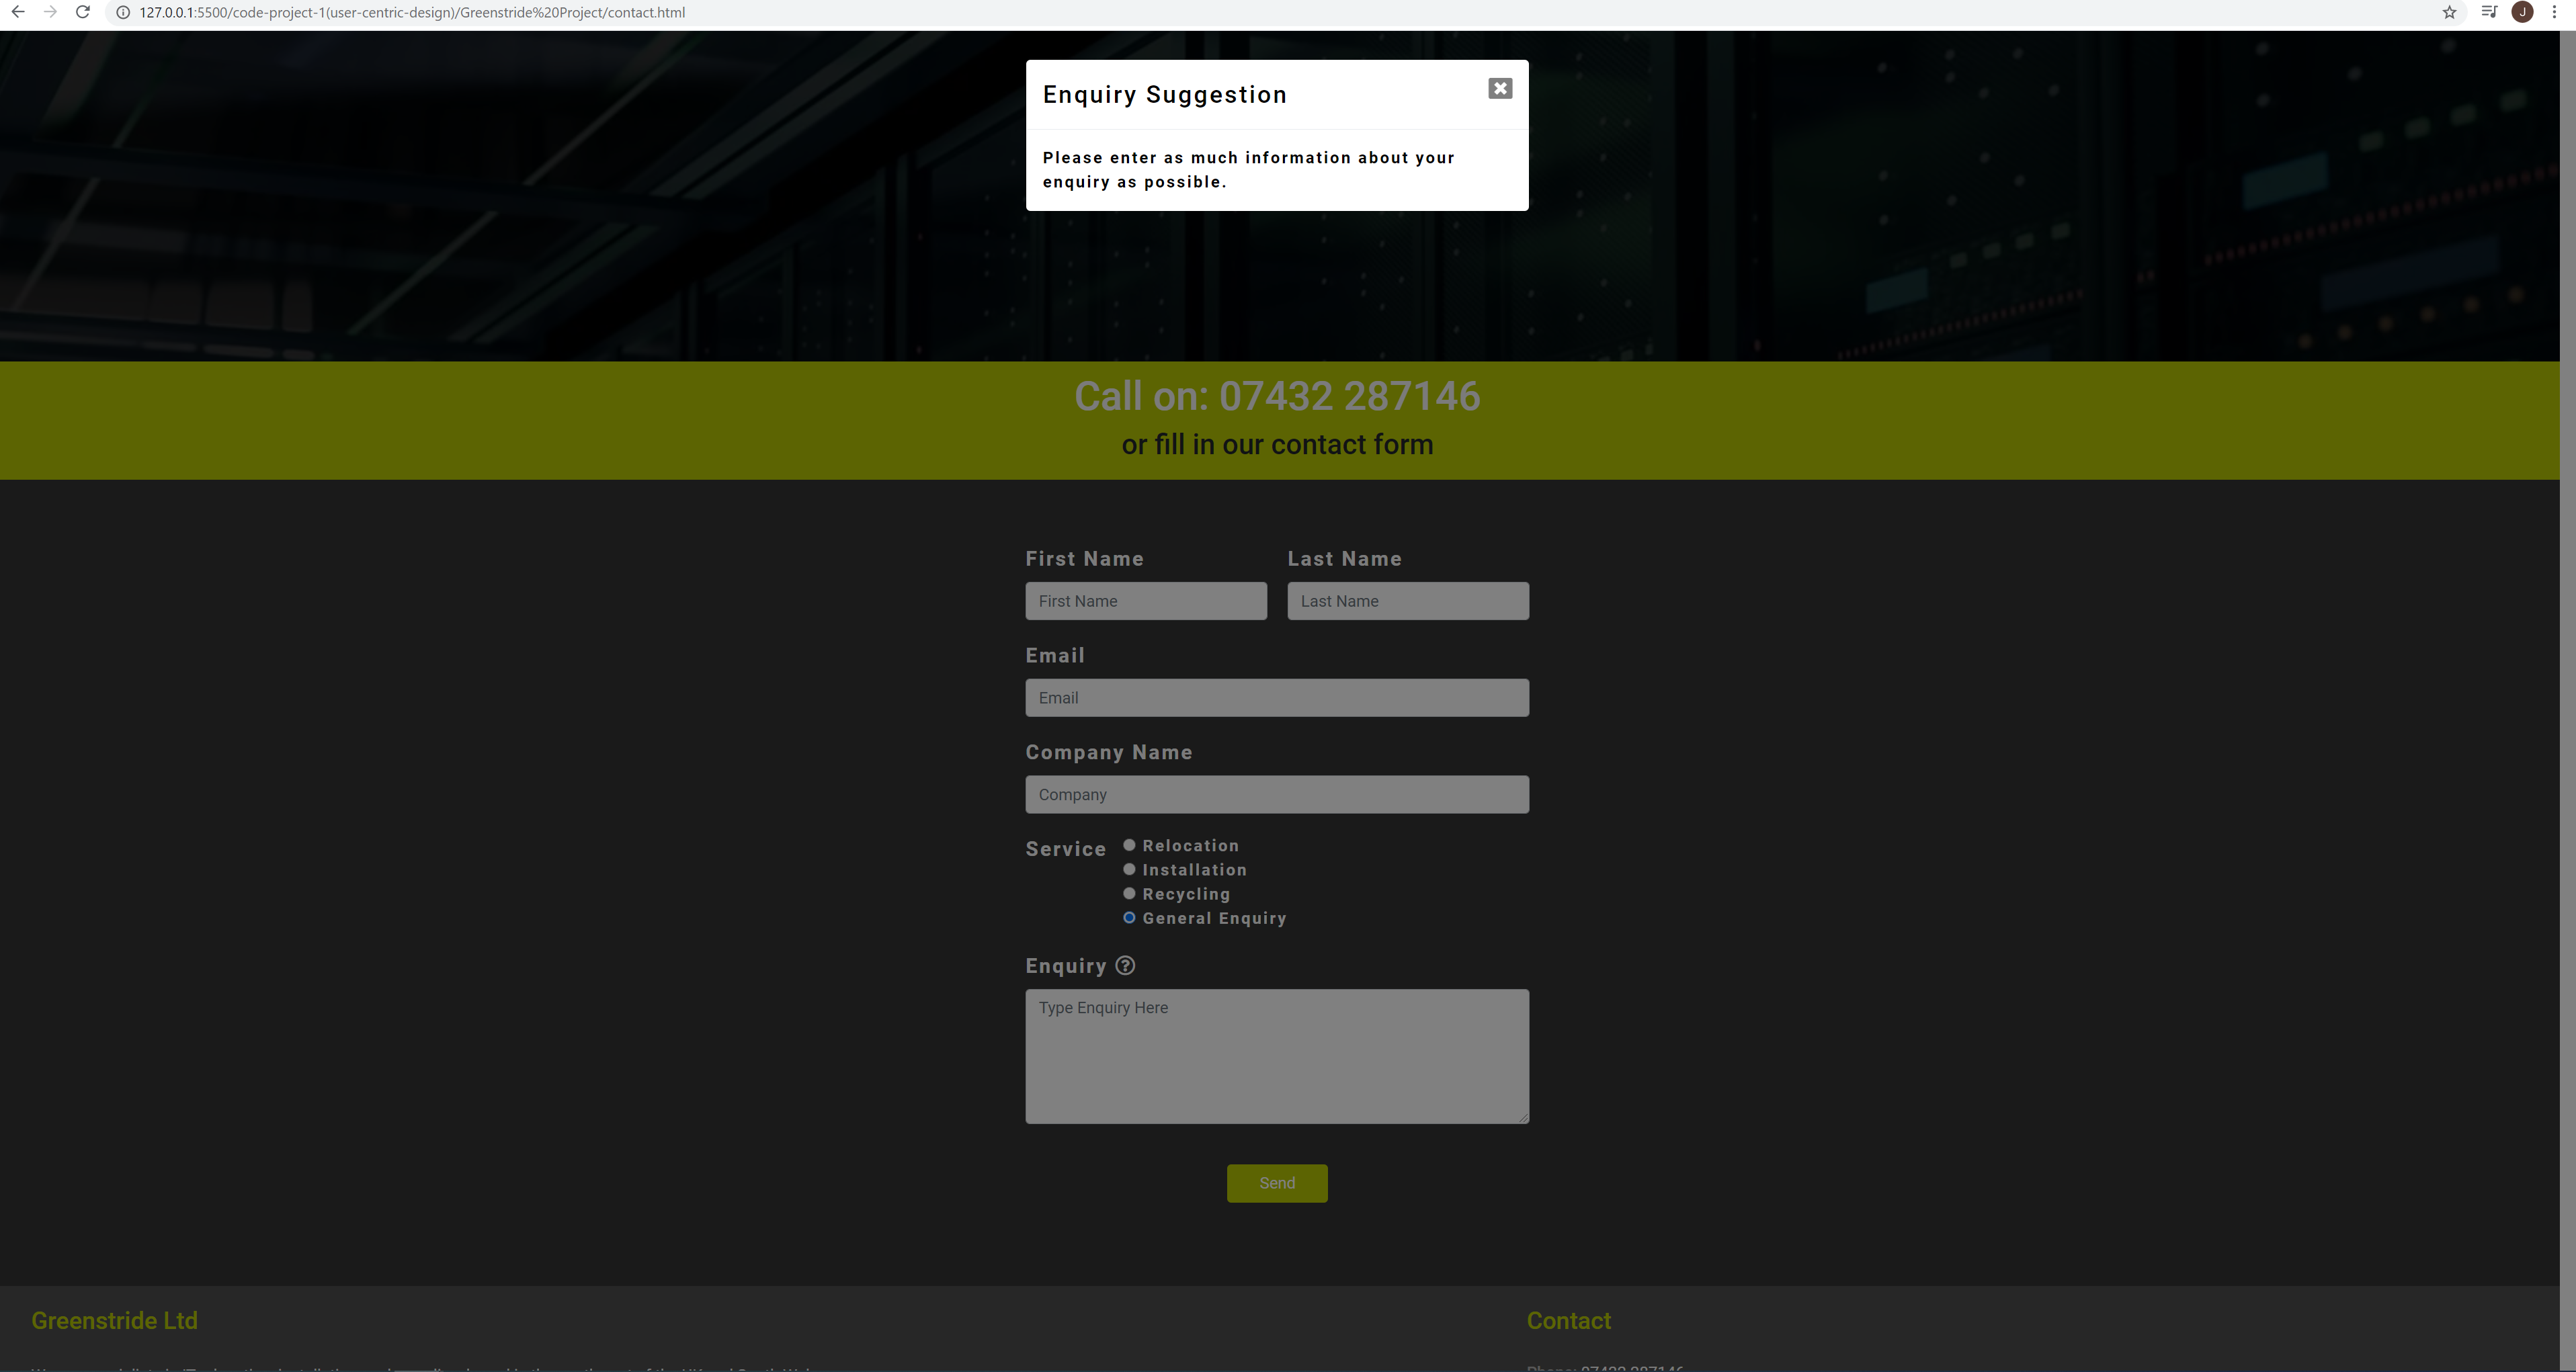 127.0.0.1:5500/code-project-1(user-centric-design)/Greenstride%20Project/contact.html
J
Enquiry Suggestion
Please enter as much information about your
enquiry as possible.
Call on: 07432 287146
or fill in our contact form
First Name
Last Name
First Name
Last Name
Email
Email
Company Name
Company
Service
Relocation
Installation
Recycling
General Enquiry
Enquiry
Type Enquiry Here
Send
Greenstride Ltd
Contact
Phone: 07432 287146